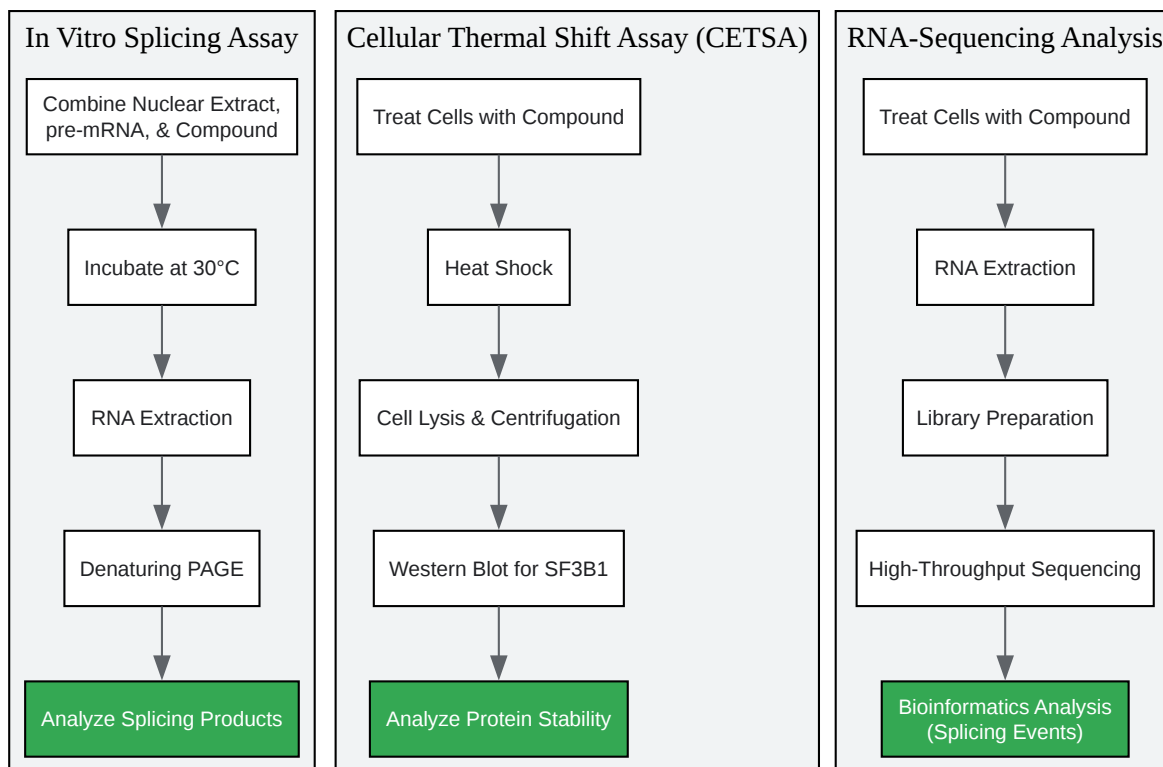 In Vitro Splicing Assay
Combine Nuclear Extract,
pre-mRNA, & Compound
Incubate at 30°C
RNA Extraction
Denaturing PAGE
Analyze Splicing Products
Cellular Thermal Shift Assay (CETSA)
Treat Cells with Compound
Heat Shock
Cell Lysis & Centrifugation
Western Blot for SF3B1
Analyze Protein Stability
RNA-Sequencing Analysis
Treat Cells with Compound
RNA Extraction
Library Preparation
High-Throughput Sequencing
Bioinformatics Analysis
(Splicing Events)